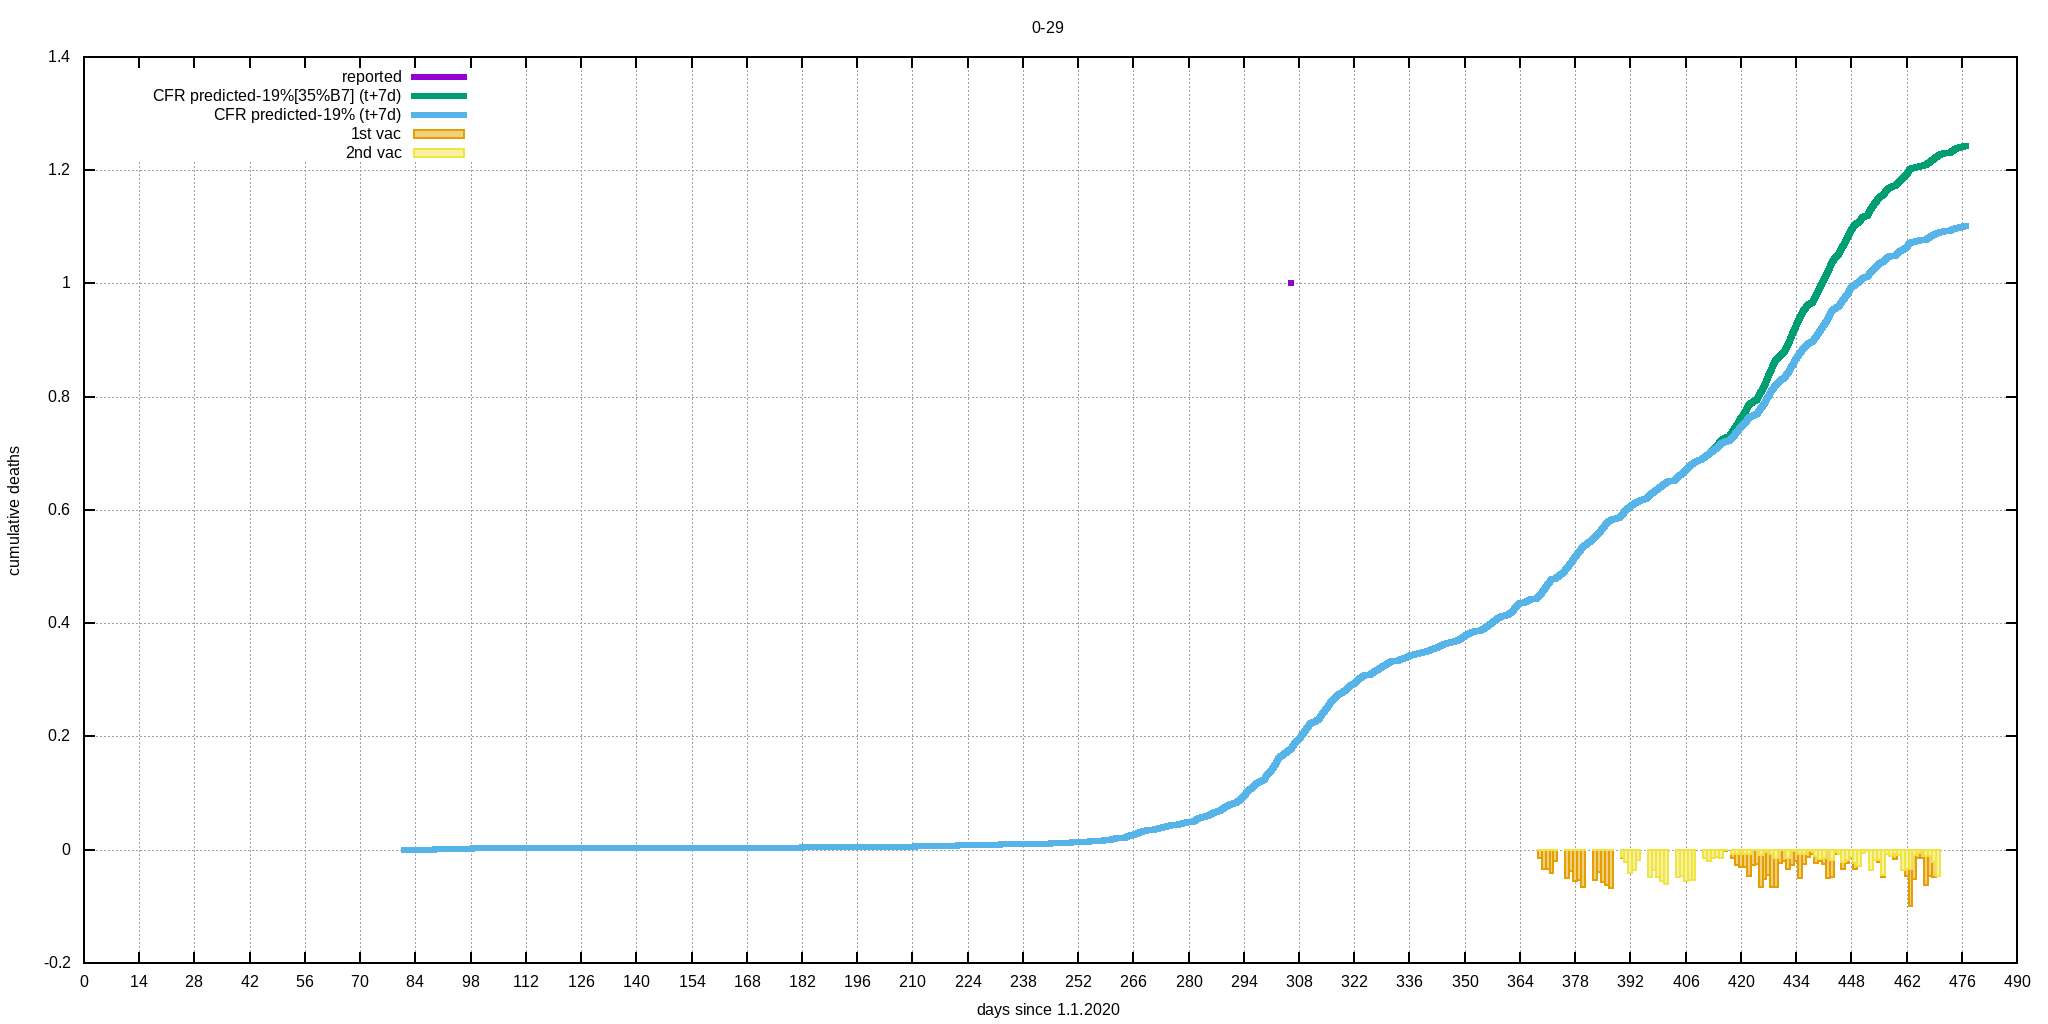 0-29
1.4
1.2
1
0.8
0.6
0.4
0.2
0
-0.2
cumulative deaths
reported
CFR predicted-19%[35%B7] (t+7d)
CFR predicted-19% (t+7d)
1st vac
2nd vac
0 14 28 42 56 70 84 98 112 126 140 154 168 182 196 210 224 238 252 266 280 294 308 322 336 350 364 378 392 406 420 434 448 462 476 490
days since 1.1.2020